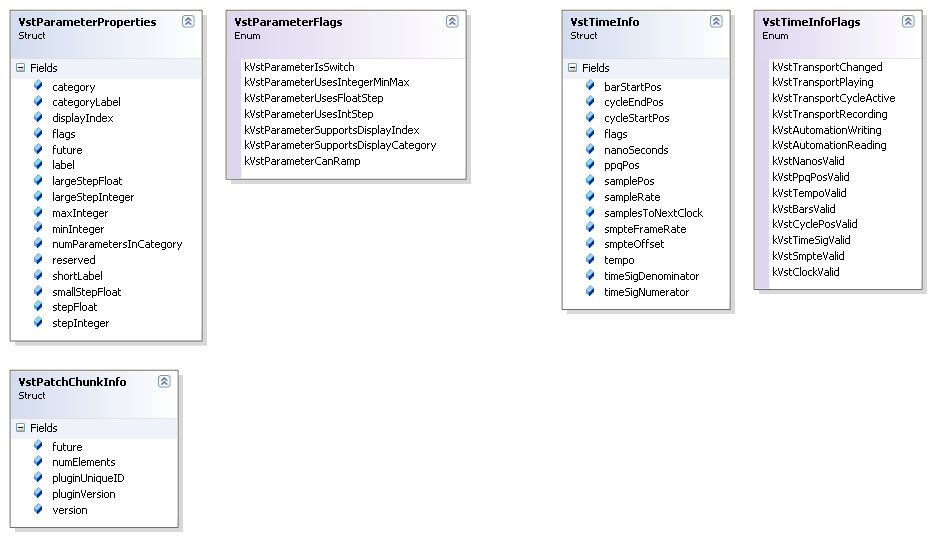 VstParameterProperties
Struct
Fields
category
categoryLabel
displayIndex
flags
future
label
largeStepFloat
largeStepInteger
maxInteger
minInteger
numParametersInCategory
reserved
shortLabel
smallStepFloat
stepFloat
stepInteger
VstParameterFlags
Enum
kVstParameterIsSwitch
kVstParameterUsesIntegerMinMax
kVstParameterUsesFloatStep
kVstParameterUsesIntStep
kVstParameterSupportsDisplayIndex
kVstParameterSupportsDisplayCategory
kVstParameterCanRamp
VstTimeInfo
Struct
Fields
barStartPos
cycleEndPos
cycleStartPos
flags
nanoSeconds
ppqPos
samplePos
sampleRate
samplesToNextClock
smpteFrameRate
smpteOffset
tempo
timeSigDenominator
timeSigNumerator
VstTimeInfoFlags
Enum
kVstTransportChanged
kVstTransportPlaying
kVstTransportCycleActive
kVstTransportRecording
kVstAutomationWriting
kVstAutomationReading
kVstNanosValid
kVstPpqPosValid
kVstTempoValid
kVstBarsValid
kVstCyclePosValid
kVstTimeSigValid
kVstSmpteValid
kVstClockValid
VstPatchChunkInfo
Struct
Fields
future
numElements
pluginUniqueID
pluginVersion
version